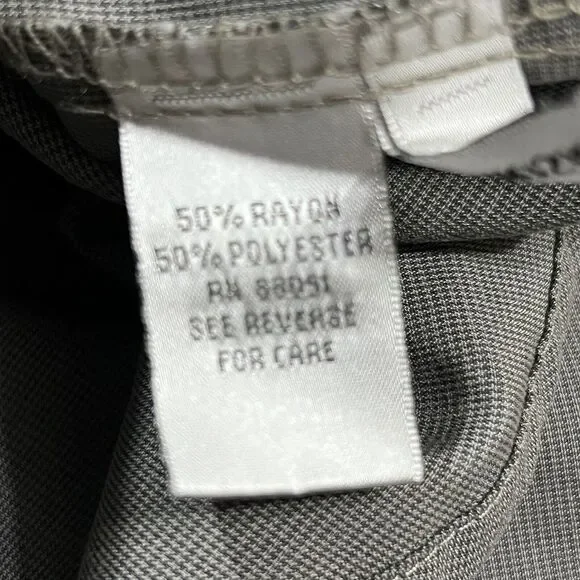 50% RAYON
50% POLYESTER
RN 88051
SEE REVERSE
FOR CARE